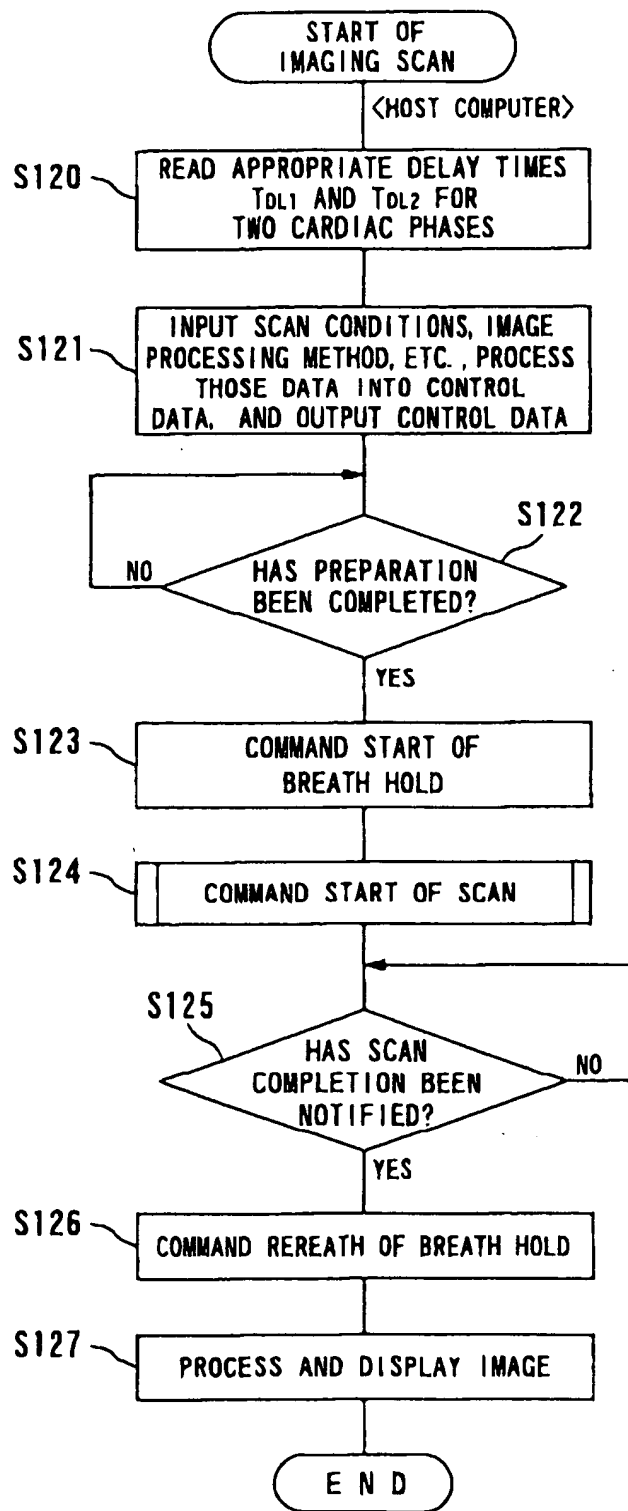 START OF
IMAGING SCAN
<HOST COMPUTER>
S120
READ APPROPRIATE DELAY TIMES
TDL1 AND TDL2 FOR
TWO CARDIAC PHASES
S121
INPUT SCAN CONDITIONS, IMAGE
PROCESSING METHOD, ETC., PROCESS
THOSE DATA INTO CONTROL
DATA, AND OUTPUT CONTROL DATA
S122
NO
HAS PREPARATION
BEEN COMPLETED?
YES
S123
COMMAND START OF
BREATH HOLD
S124
COMMAND START OF SCAN
S125
HAS SCAN
COMPLETION BEEN
NOTIFIED?
NO
YES
S126
COMMAND REREATH OF BREATH HOLD
S127
PROCESS AND DISPLAY IMAGE
END